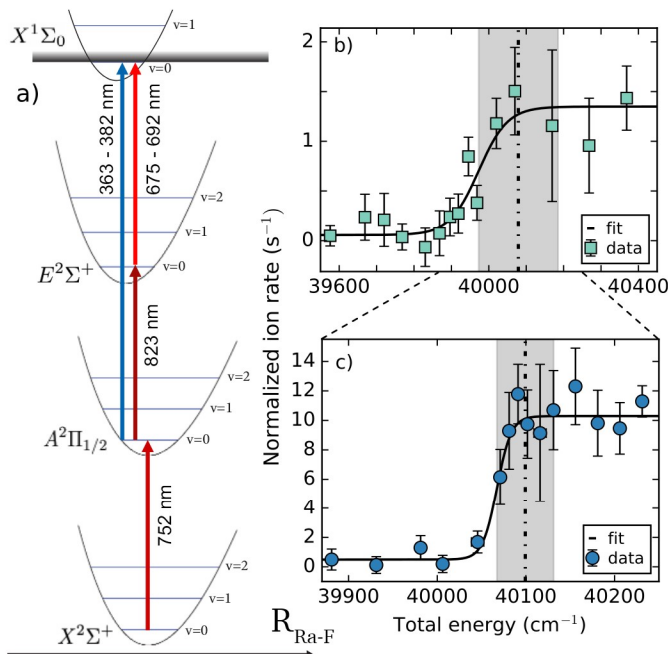 a)
X¹Σ₀
v=1
v=0
363 - 382 nm
675 - 692 nm
v=2
v=1
v=0
E²Σ⁺
823 nm
v=2
v=1
v=0
A²Π₁/₂
752 nm
v=2
v=1
v=0
X²Σ⁺
R_Ra-F
Normalized ion rate (s⁻¹)
b)
2
1
0
fit
data
39600
40000
40400
c)
14
12
10
8
6
4
2
0
fit
data
39900
40000
40100
40200
Total energy (cm⁻¹)